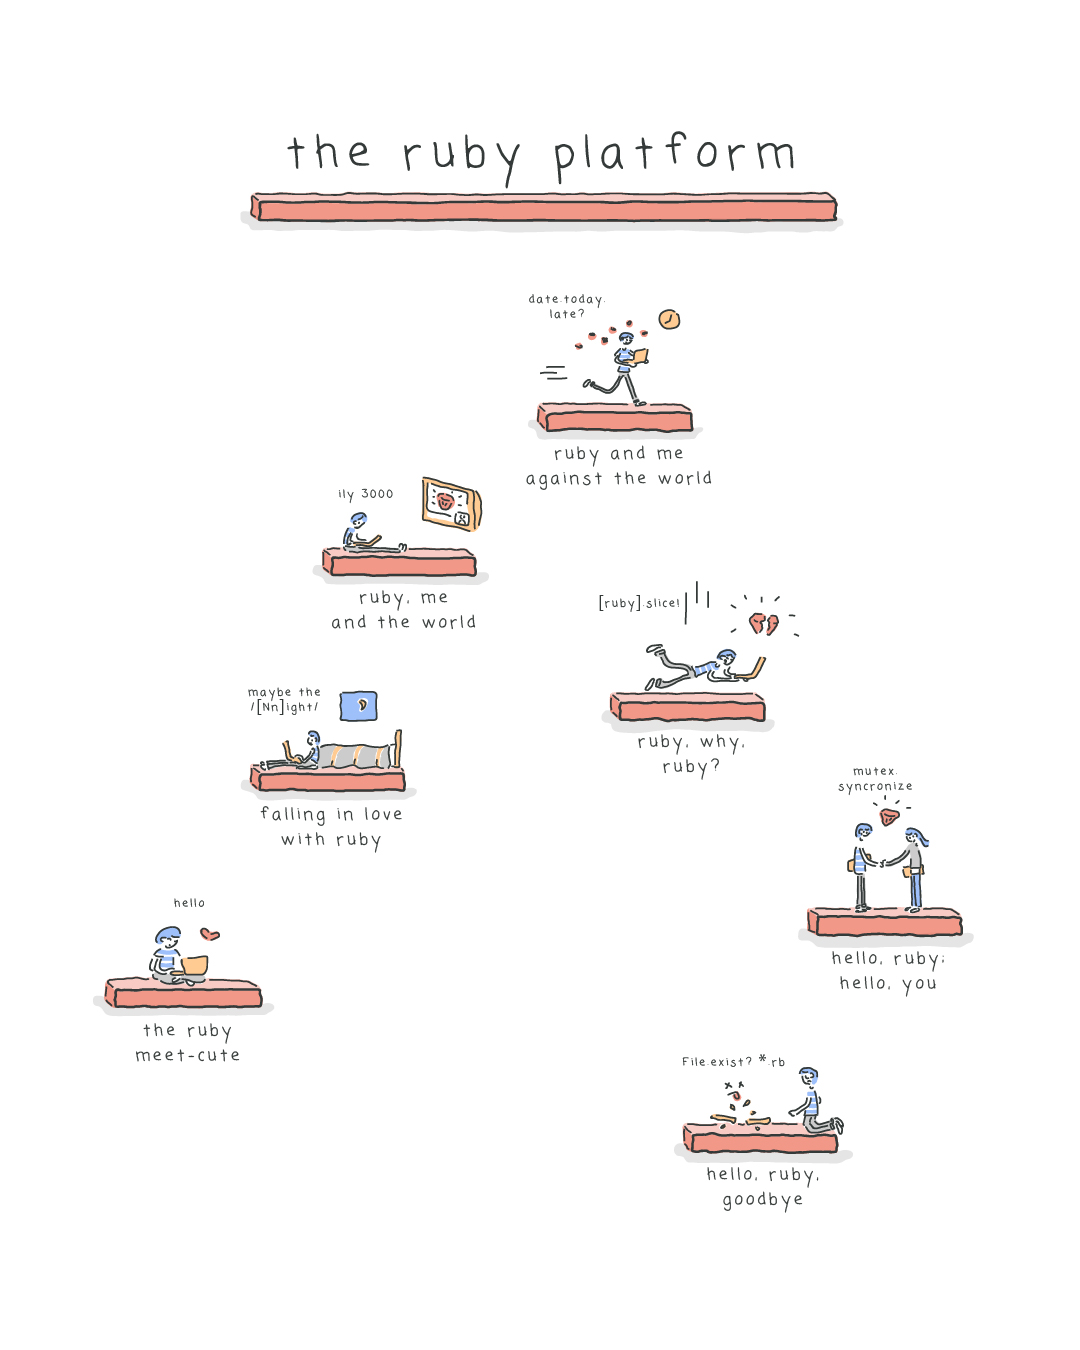 the ruby platform
date.today.
late?
ruby and me
against the world
ily 3000
ruby, me
and the world
[ruby].slice!
ruby, why,
ruby?
maybe the
/[Nn]ight/
falling in love
with ruby
mutex.
syncronize
hello, ruby;
hello, you
hello
the ruby
meet-cute
File.exist? *.rb
hello, ruby,
goodbye